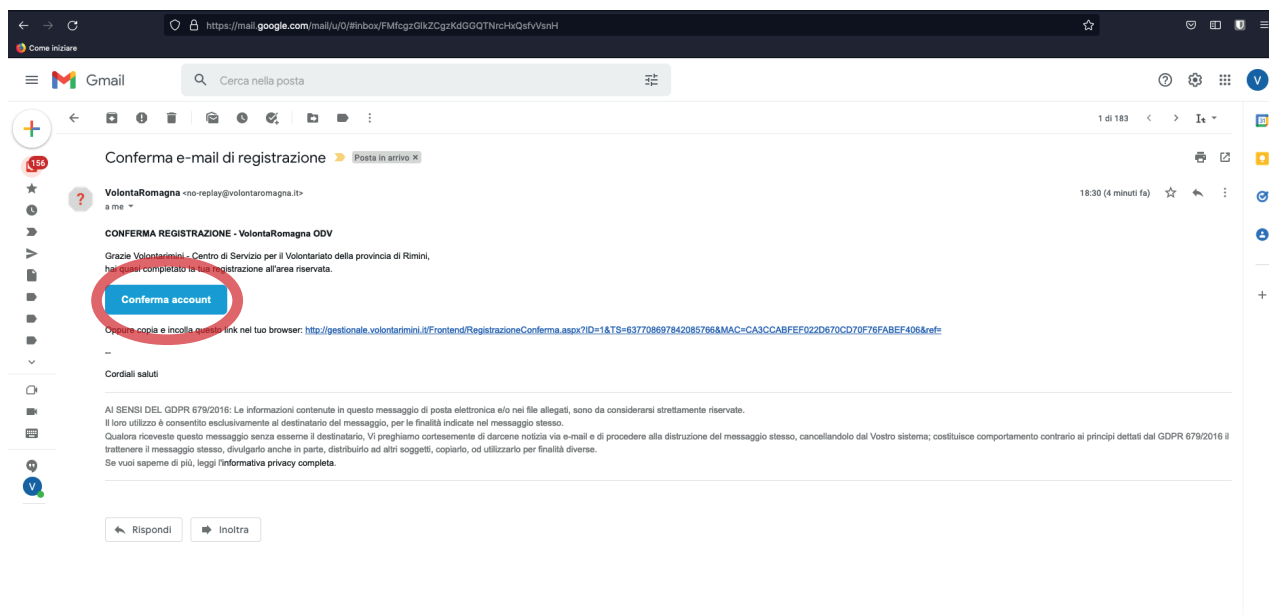 https://mail.google.com/mail/u/0/#inbox/FMfcgzGlkZCgzKdGGQTNrcHxQsfvVsnH
Come iniziare
Gmail
Cerca nella posta
V
1 di 183
31
156
Conferma e-mail di registrazione
Posta in arrivo ×
VolontaRomagna <no-replay@volontaromagna.it>
18:30 (4 minuti fa)
a me
CONFERMA REGISTRAZIONE - VolontaRomagna ODV
Grazie Volontarimini - Centro di Servizio per il Volontariato della provincia di Rimini,
hai quasi completato la tua registrazione all'area riservata.
Conferma account
Oppure copia e incolla questo link nel tuo browser: http://gestionale.volontarimini.it/Frontend/RegistrazioneConferma.aspx?ID=1&TS=637708697842085766&MAC=CA3CCABFEF022D670CD70F76FABEF406&ref=
--
Cordiali saluti
AI SENSI DEL GDPR 679/2016: Le informazioni contenute in questo messaggio di posta elettronica e/o nei file allegati, sono da considerarsi strettamente riservate.
Il loro utilizzo è consentito esclusivamente al destinatario del messaggio, per le finalità indicate nel messaggio stesso.
Qualora riceveste questo messaggio senza esserne il destinatario, Vi preghiamo cortesemente di darcene notizia via e-mail e di procedere alla distruzione del messaggio stesso, cancellandolo dal Vostro sistema; costituisce comportamento contrario ai principi dettati dal GDPR 679/2016 il
trattenere il messaggio stesso, divulgarlo anche in parte, distribuirlo ad altri soggetti, copiarlo, od utilizzarlo per finalità diverse.
Se vuoi saperne di più, leggi l'informativa privacy completa.
V
Rispondi
Inoltra